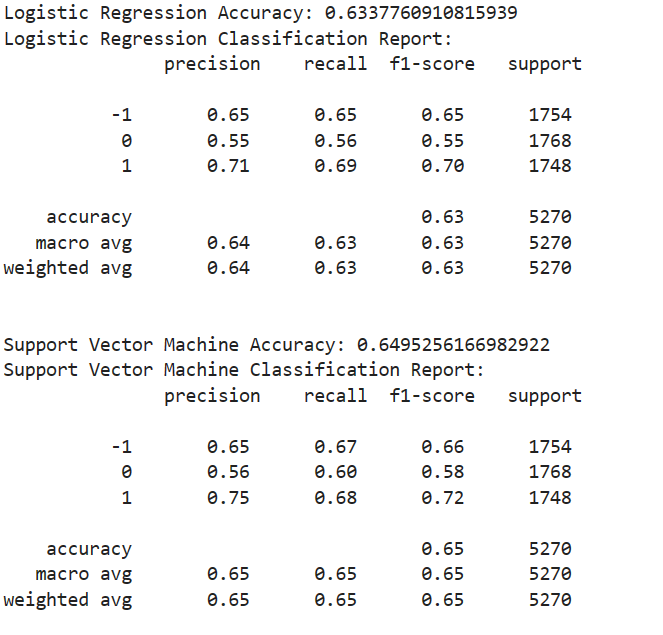 Logistic Regression Accuracy: 0.6337760910815939
Logistic Regression Classification Report:
precision recall f1-score support
-1 0.65 0.65 0.65 1754
0 0.55 0.56 0.55 1768
1 0.71 0.69 0.70 1748
accuracy 0.63 5270
macro avg 0.64 0.63 0.63 5270
weighted avg 0.64 0.63 0.63 5270
Support Vector Machine Accuracy: 0.6495256166982922
Support Vector Machine Classification Report:
precision recall f1-score support
-1 0.65 0.67 0.66 1754
0 0.56 0.60 0.58 1768
1 0.75 0.68 0.72 1748
accuracy 0.65 5270
macro avg 0.65 0.65 0.65 5270
weighted avg 0.65 0.65 0.65 5270